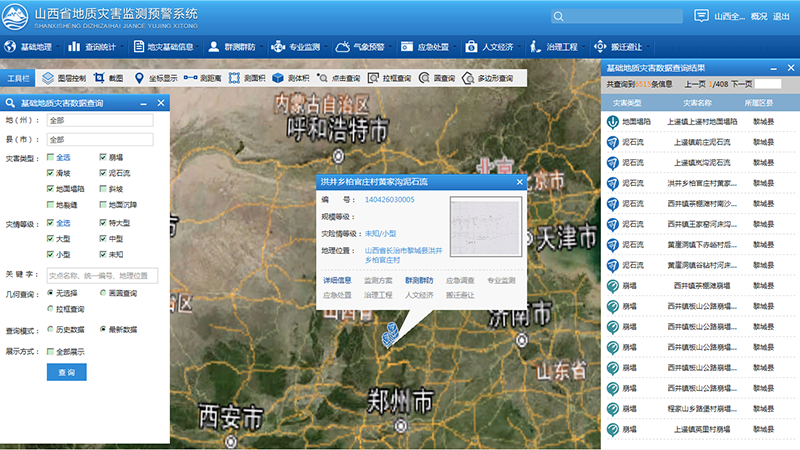 山西省地质灾害监测预警系统
SHANXISHENG DIZHIZAIHAI JIANCE YUJING XITONG
山西全... 概况 退出
基础地理 查询统计 地灾基础信息 群测群防 专业监测 气象预警 应急处置 人文经济 治理工程 搬迁避让
工具栏 图层控制 截图 坐标显示 测距离 测面积 测体积 点击查询 拉框查询 圆查询 多边形查询
基础地质灾害数据查询
地（州）： 全部
县（市）： 全部
灾害类型： 全选 崩塌
滑坡 泥石流
地面塌陷 斜坡
地裂缝 地面沉降
灾情等级： 全选 特大型
大型 中型
小型 未知
关 键 字： 灾点名称、统一编号、地理位置
几何查询： 无选择 画圆查询
拉框查询
查询模式： 历史数据 最新数据
展示方式： 全部展示
查 询
内蒙古自治区
呼和浩特市
北京
京市
天津市
山西省
济南市
山东省
郑州市
西安市
洪井乡柏官庄村黄家沟泥石流
编 号： 140426030005
规模等级：
灾险情等级： 未知/小型
地理位置： 山西省长治市黎城县洪井
乡柏官庄村
详细信息 监测方案 群测群防 应急调查 专业监测
应急处置 治理工程 人文经济 搬迁避让
基础地质灾害数据查询结果
共查询到6515条信息 上一页 1/408 下一页
灾害类型 灾害名称 所属区县
地面塌陷 上遥镇上遥村地面塌陷 黎城县
泥石流 上遥镇前庄泥石流 黎城县
泥石流 上遥镇岚沟泥石流 黎城县
泥石流 洪井乡柏官庄村黄家... 黎城县
泥石流 西井镇茶棚滩村南沙... 黎城县
泥石流 西井镇王家窑河床沟... 黎城县
泥石流 黄崖洞镇下赤峪村后... 黎城县
泥石流 黄崖洞镇谷粘村河床... 黎城县
崩塌 西井镇茶棚滩崩塌 黎城县
崩塌 西井镇板山公路崩塌... 黎城县
崩塌 西井镇板山公路崩塌... 黎城县
崩塌 西井镇板山公路崩塌... 黎城县
崩塌 西井镇板山公路崩塌... 黎城县
崩塌 西井镇板山公路崩塌... 黎城县
崩塌 程家山乡路堡村崩塌... 黎城县
崩塌 上遥镇英里村崩塌 黎城县